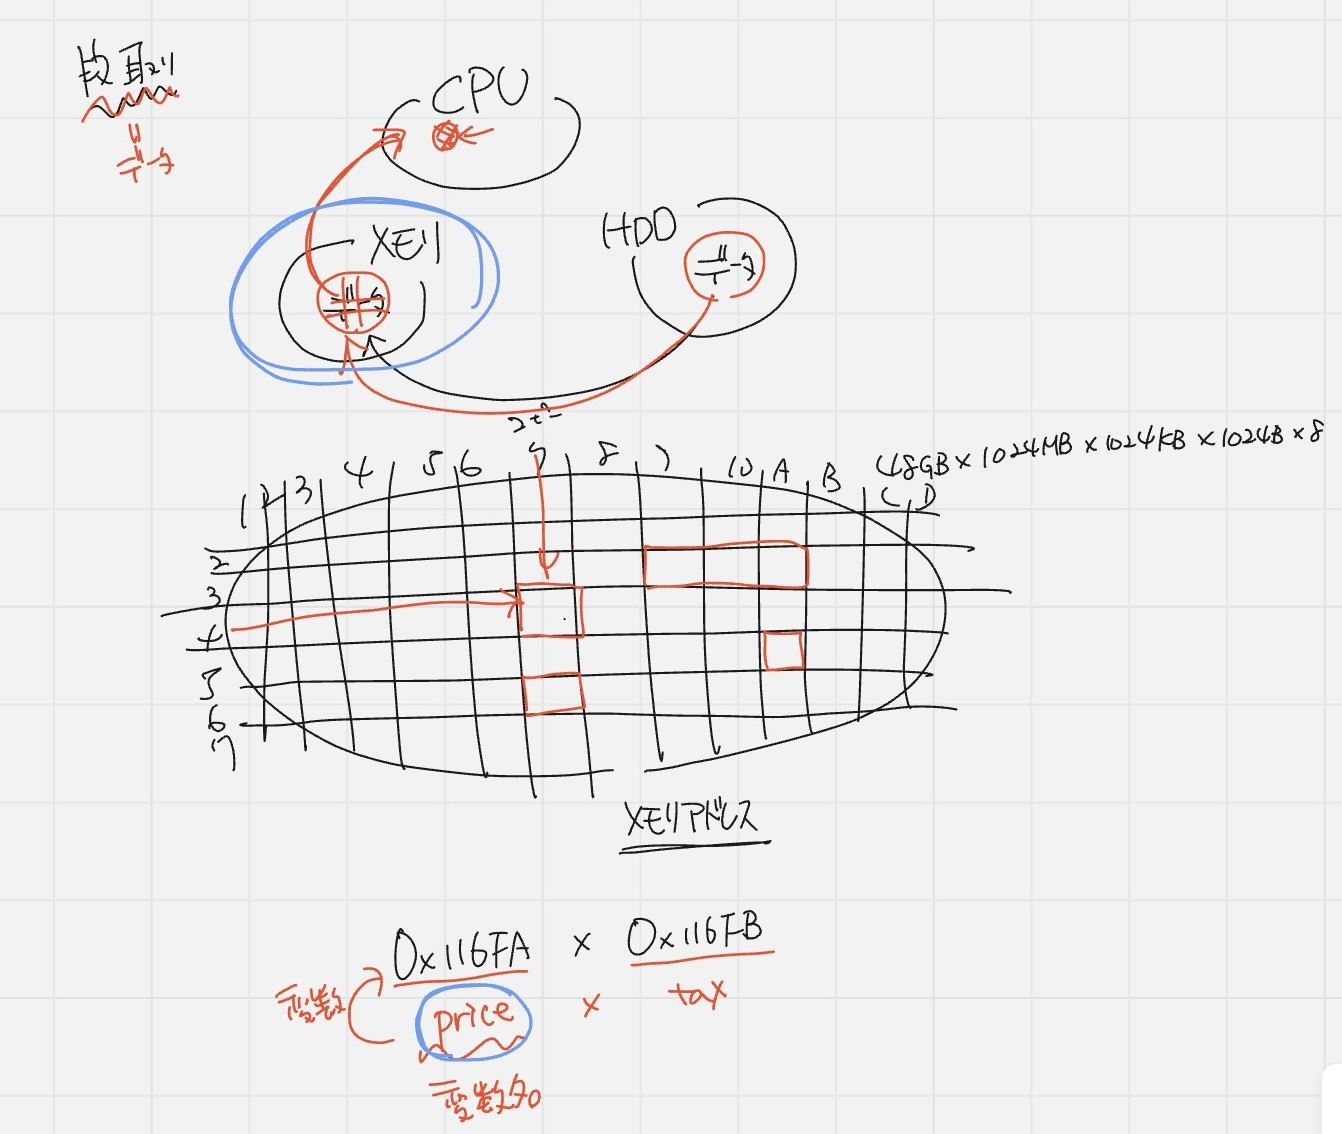 段取り
データ
CPU
メモリ
データ
HDD
データ
コピー
48GB×1024MB×1024KB×1024B×8
1 2 3 4 5 6 7 8 9 10 A B C D
2
3
4
5
6
7
メモリアドレス
0x116FA × 0x116FB
変数 price × tax
変数名